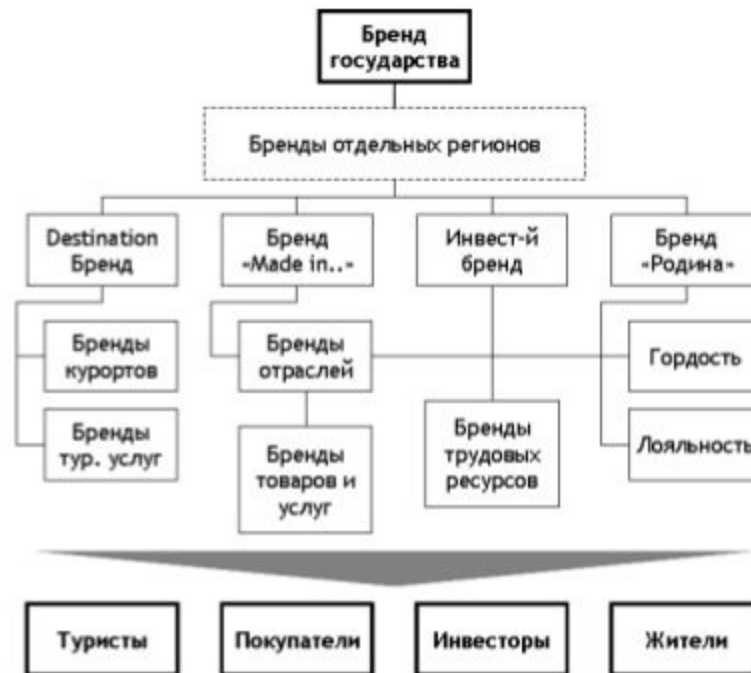 Бренд
государства
Бренды отдельных регионов
Destination
Бренд
Бренд
«Made in..»
Инвест-й
бренд
Бренд
«Родина»
Бренды
курортов
Бренды
отраслей
Гордость
Бренды
тур. услуг
Бренды
товаров и
услуг
Бренды
трудовых
ресурсов
Лояльность
Туристы
Покупатели
Инвесторы
Жители